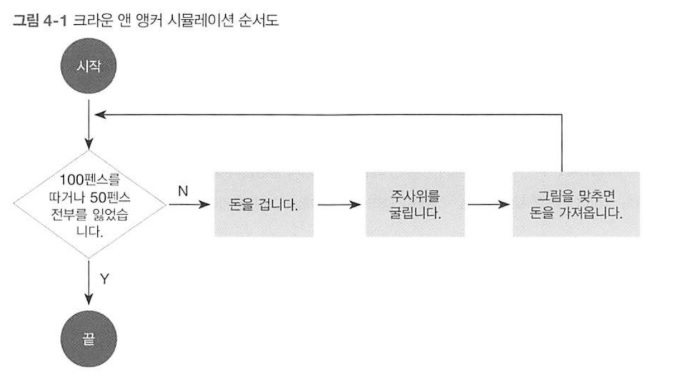 그림 4-1 크라운 앤 앵커 시뮬레이션 순서도
시작
100펜스를
따거나 50펜스
전부를 잃었습
니다.
N
돈을 겁니다.
주사위를
굴립니다.
그림을 맞추면
돈을 가져옵니다.
Y
끝